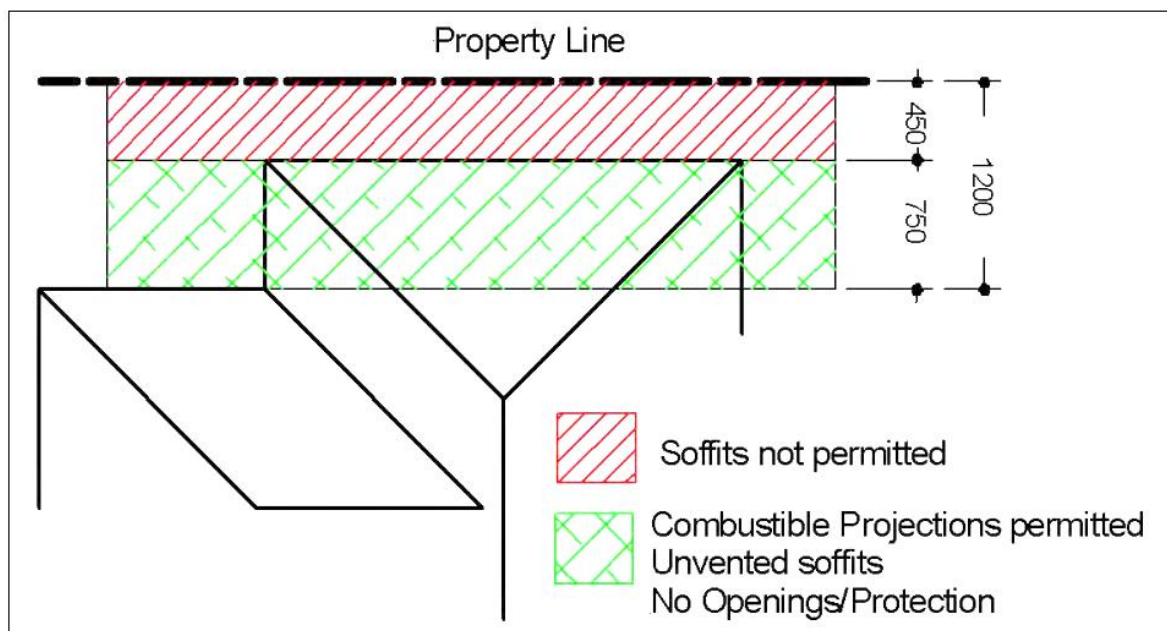 Property Line
450
750
1200
Soffits not permitted
Combustible Projections permitted
Unvented soffits
No Openings/Protection